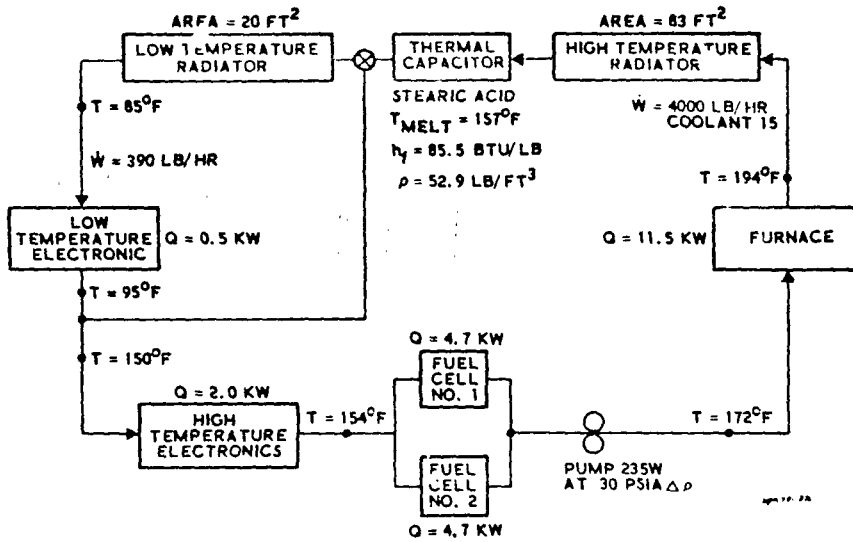 AREA = 20 FT²
LOW TEMPERATURE
RADIATOR
THERMAL
CAPACITOR
STEARIC ACID
T MELT = 157°F
h_f = 85.5 BTU/LB
ρ = 52.9 LB/FT³
AREA = 83 FT²
HIGH TEMPERATURE
RADIATOR
Ẇ = 4000 LB/HR
COOLANT 15
T = 194°F
T = 85°F
Ẇ = 390 LB/HR
LOW
TEMPERATURE
ELECTRONIC
Q = 0.5 KW
Q = 11.5 KW
FURNACE
T = 95°F
T = 150°F
Q = 2.0 KW
HIGH
TEMPERATURE
ELECTRONICS
T = 154°F
Q = 4.7 KW
FUEL
CELL
NO. 1
FUEL
CELL
NO. 2
Q = 4.7 KW
PUMP 235W
AT 30 PSIA Δρ
T = 172°F